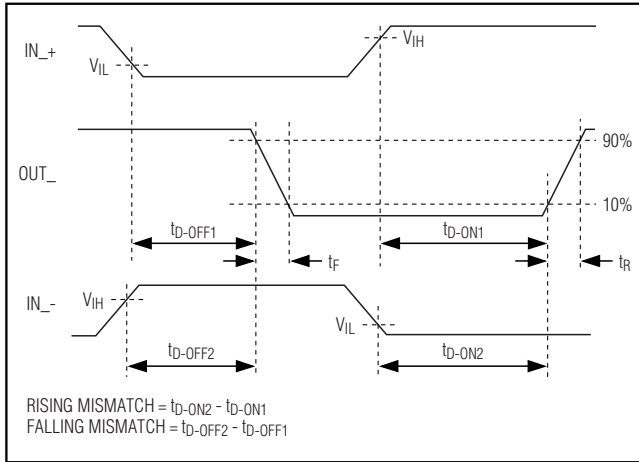 IN_+
VIL
VIH
OUT_
90%
10%
tD-OFF1
tF
tD-ON1
tR
IN_-
VIH
VIL
tD-OFF2
tD-ON2
RISING MISMATCH = tD-ON2 - tD-ON1
FALLING MISMATCH = tD-OFF2 - tD-OFF1